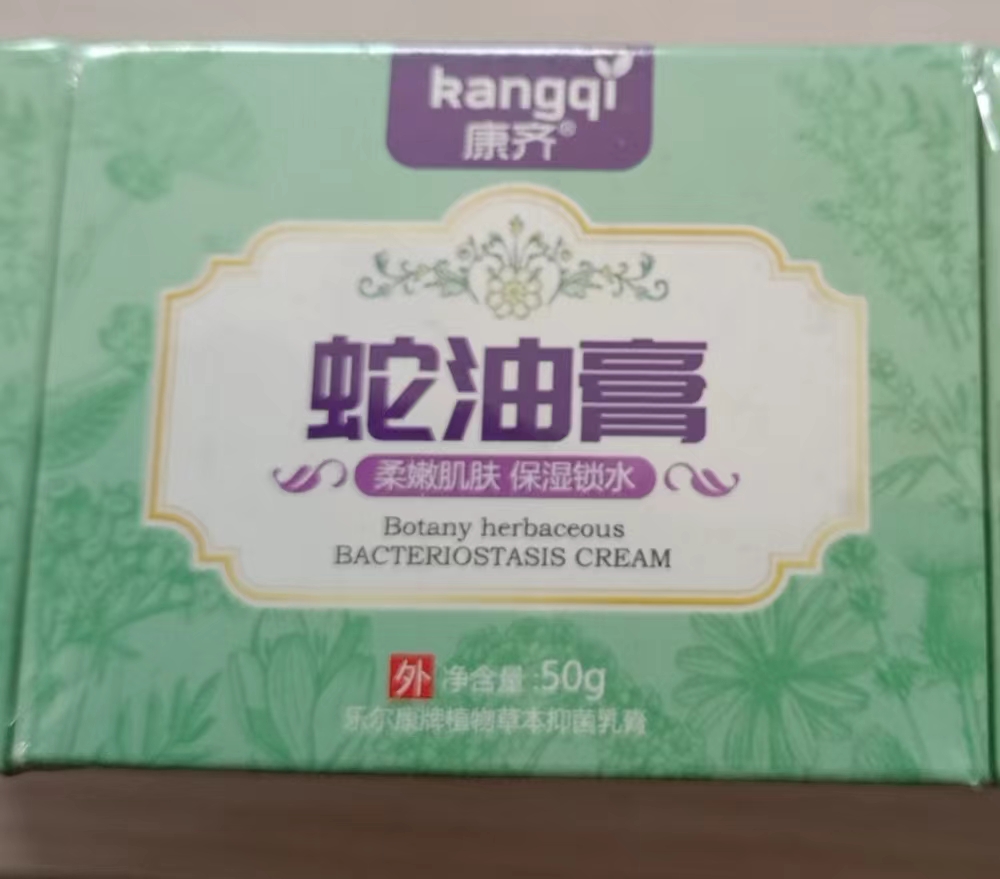 kangqi
康齐®
蛇油膏
柔嫩肌肤 保湿锁水
Botany herbaceous
BACTERIOSTASIS CREAM
外 净含量:50g
乐尔康牌植物草本抑菌乳膏